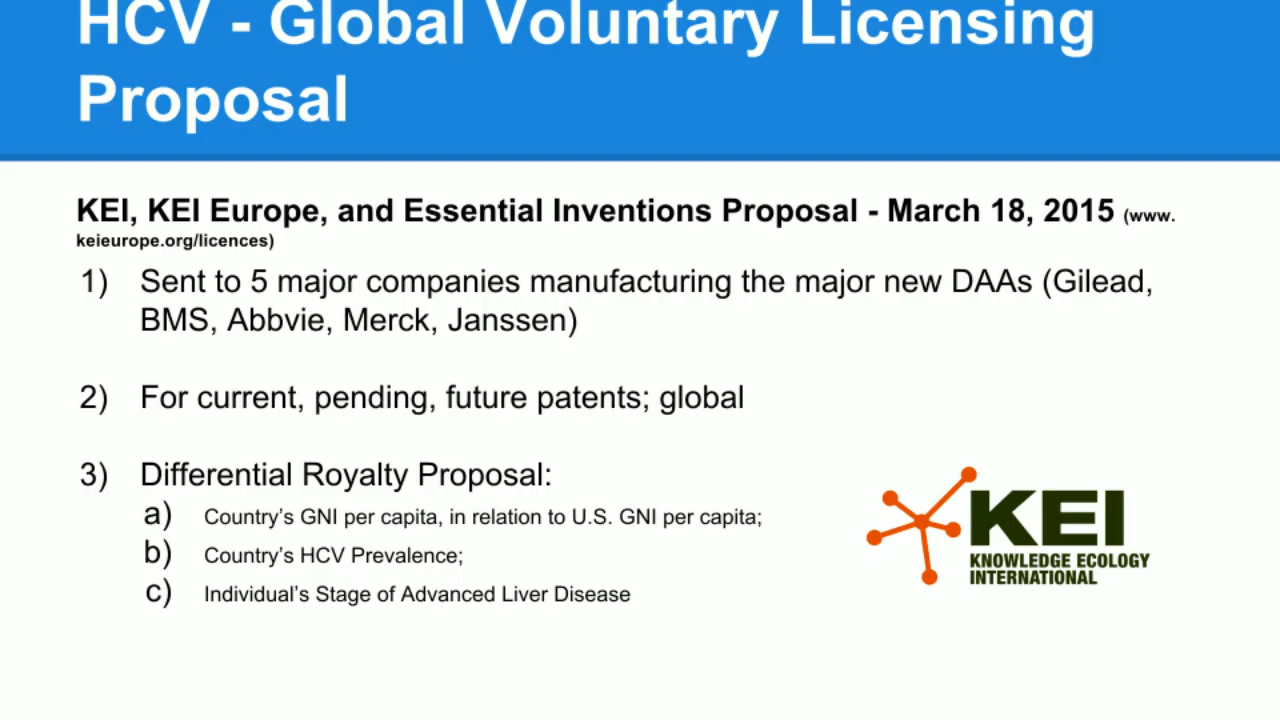 HCV - Global Voluntary Licensing
Proposal
KEI, KEI Europe, and Essential Inventions Proposal - March 18, 2015 (www.
keieurope.org/licences)
1) Sent to 5 major companies manufacturing the major new DAAs (Gilead,
BMS, Abbvie, Merck, Janssen)
2) For current, pending, future patents; global
3) Differential Royalty Proposal:
a) Country's GNI per capita, in relation to U.S. GNI per capita;
b) Country's HCV Prevalence;
c) Individual's Stage of Advanced Liver Disease
KEI
KNOWLEDGE ECOLOGY
INTERNATIONAL